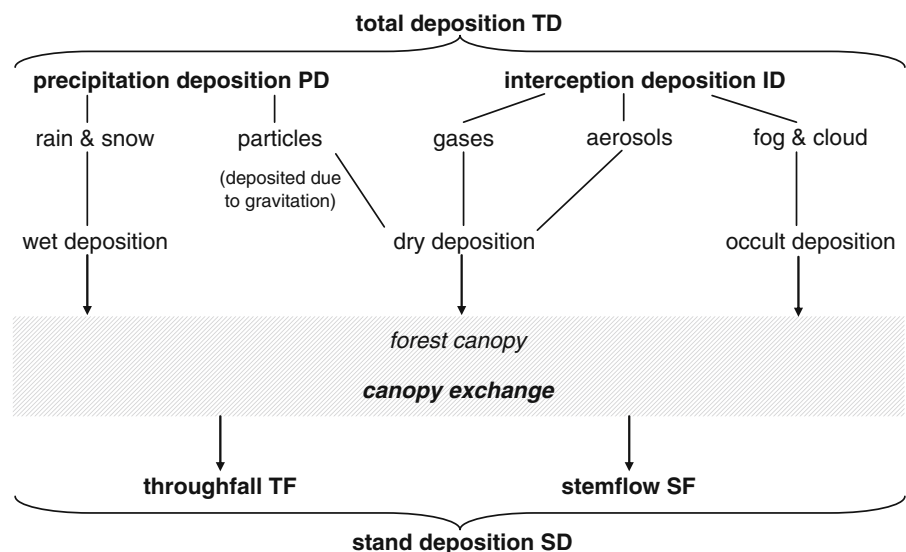 total deposition TD
precipitation deposition PD
interception deposition ID
rain & snow
particles
gases
aerosols
fog & cloud
(deposited due
to gravitation)
wet deposition
dry deposition
occult deposition
forest canopy
canopy exchange
throughfall TF
stemflow SF
stand deposition SD